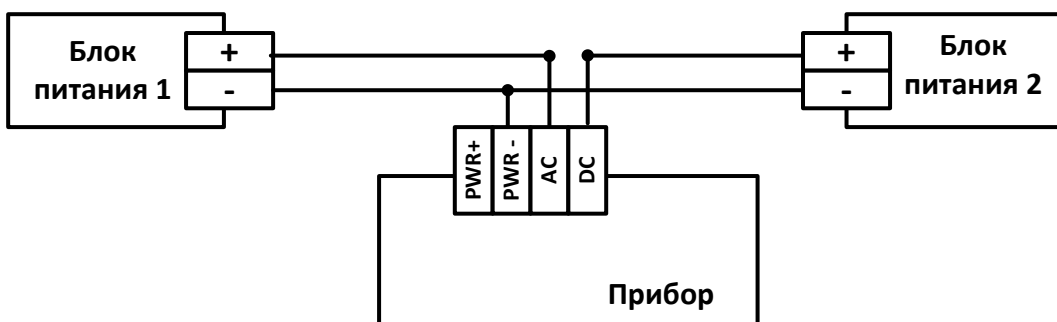 Блок
питания 1
+
-
+
-
Блок
питания 2
PWR+
PWR -
AC
DC
Прибор